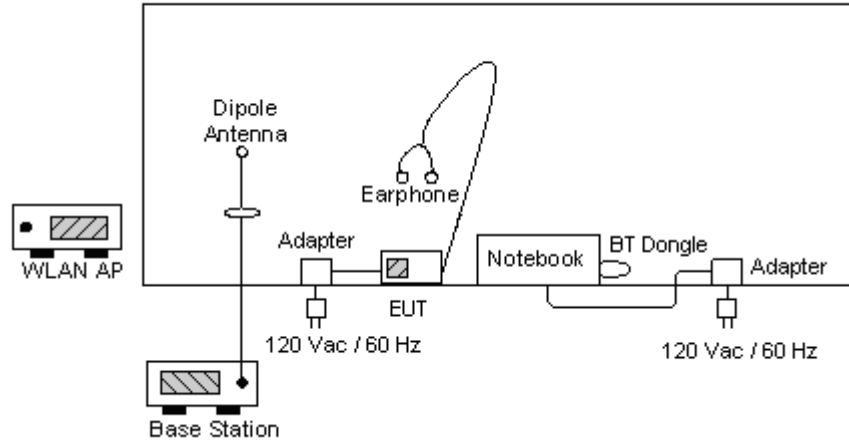 Dipole
Antenna
Earphone
WLAN AP
Adapter
EUT
Notebook
BT Dongle
Adapter
120 Vac / 60 Hz
120 Vac / 60 Hz
Base Station